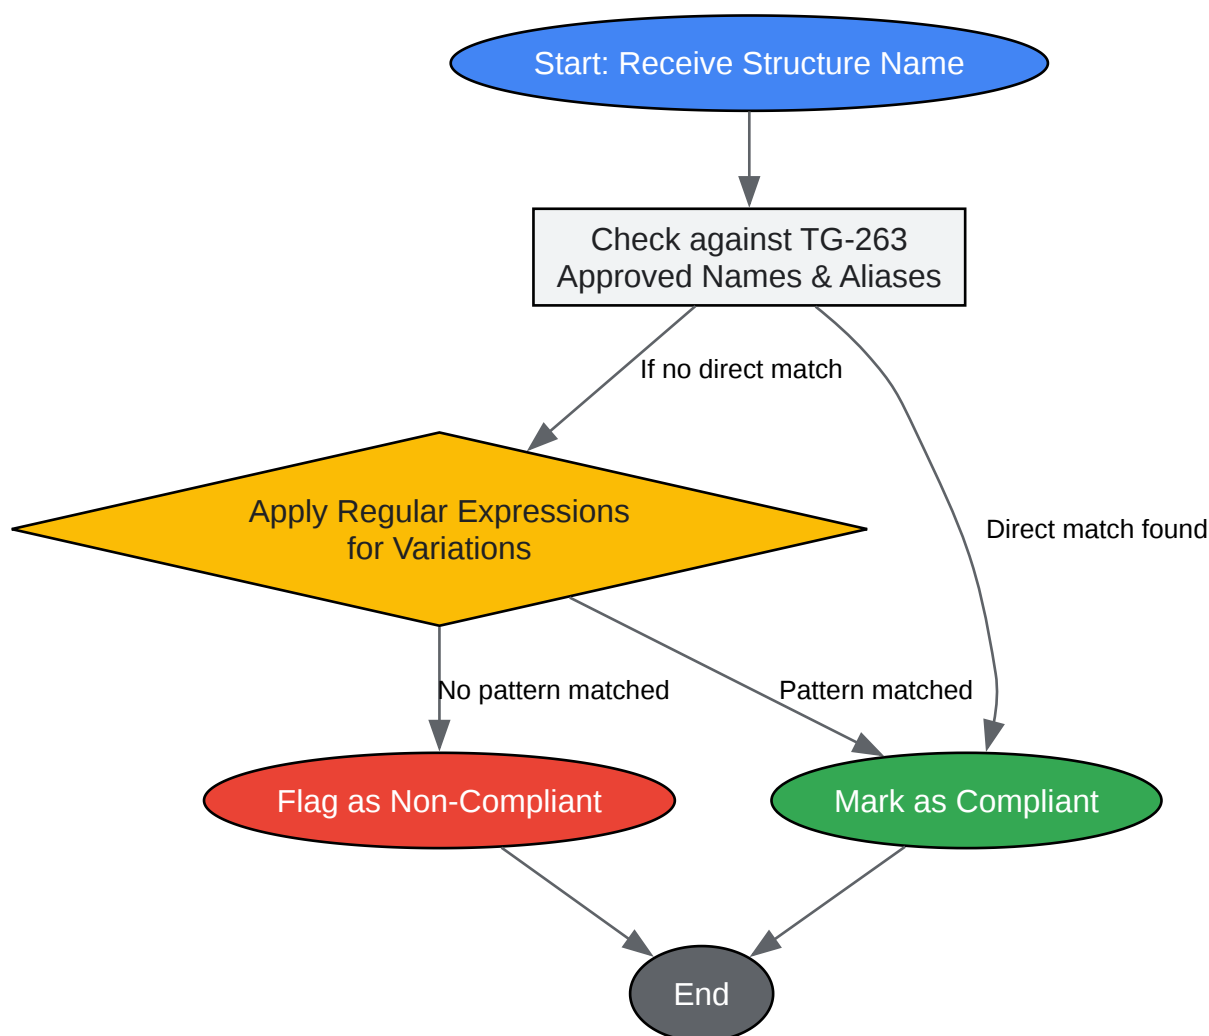 Start: Receive Structure Name
Check against TG-263
Approved Names & Aliases
If no direct match
Apply Regular Expressions
for Variations
Direct match found
No pattern matched
Pattern matched
Flag as Non-Compliant
Mark as Compliant
End